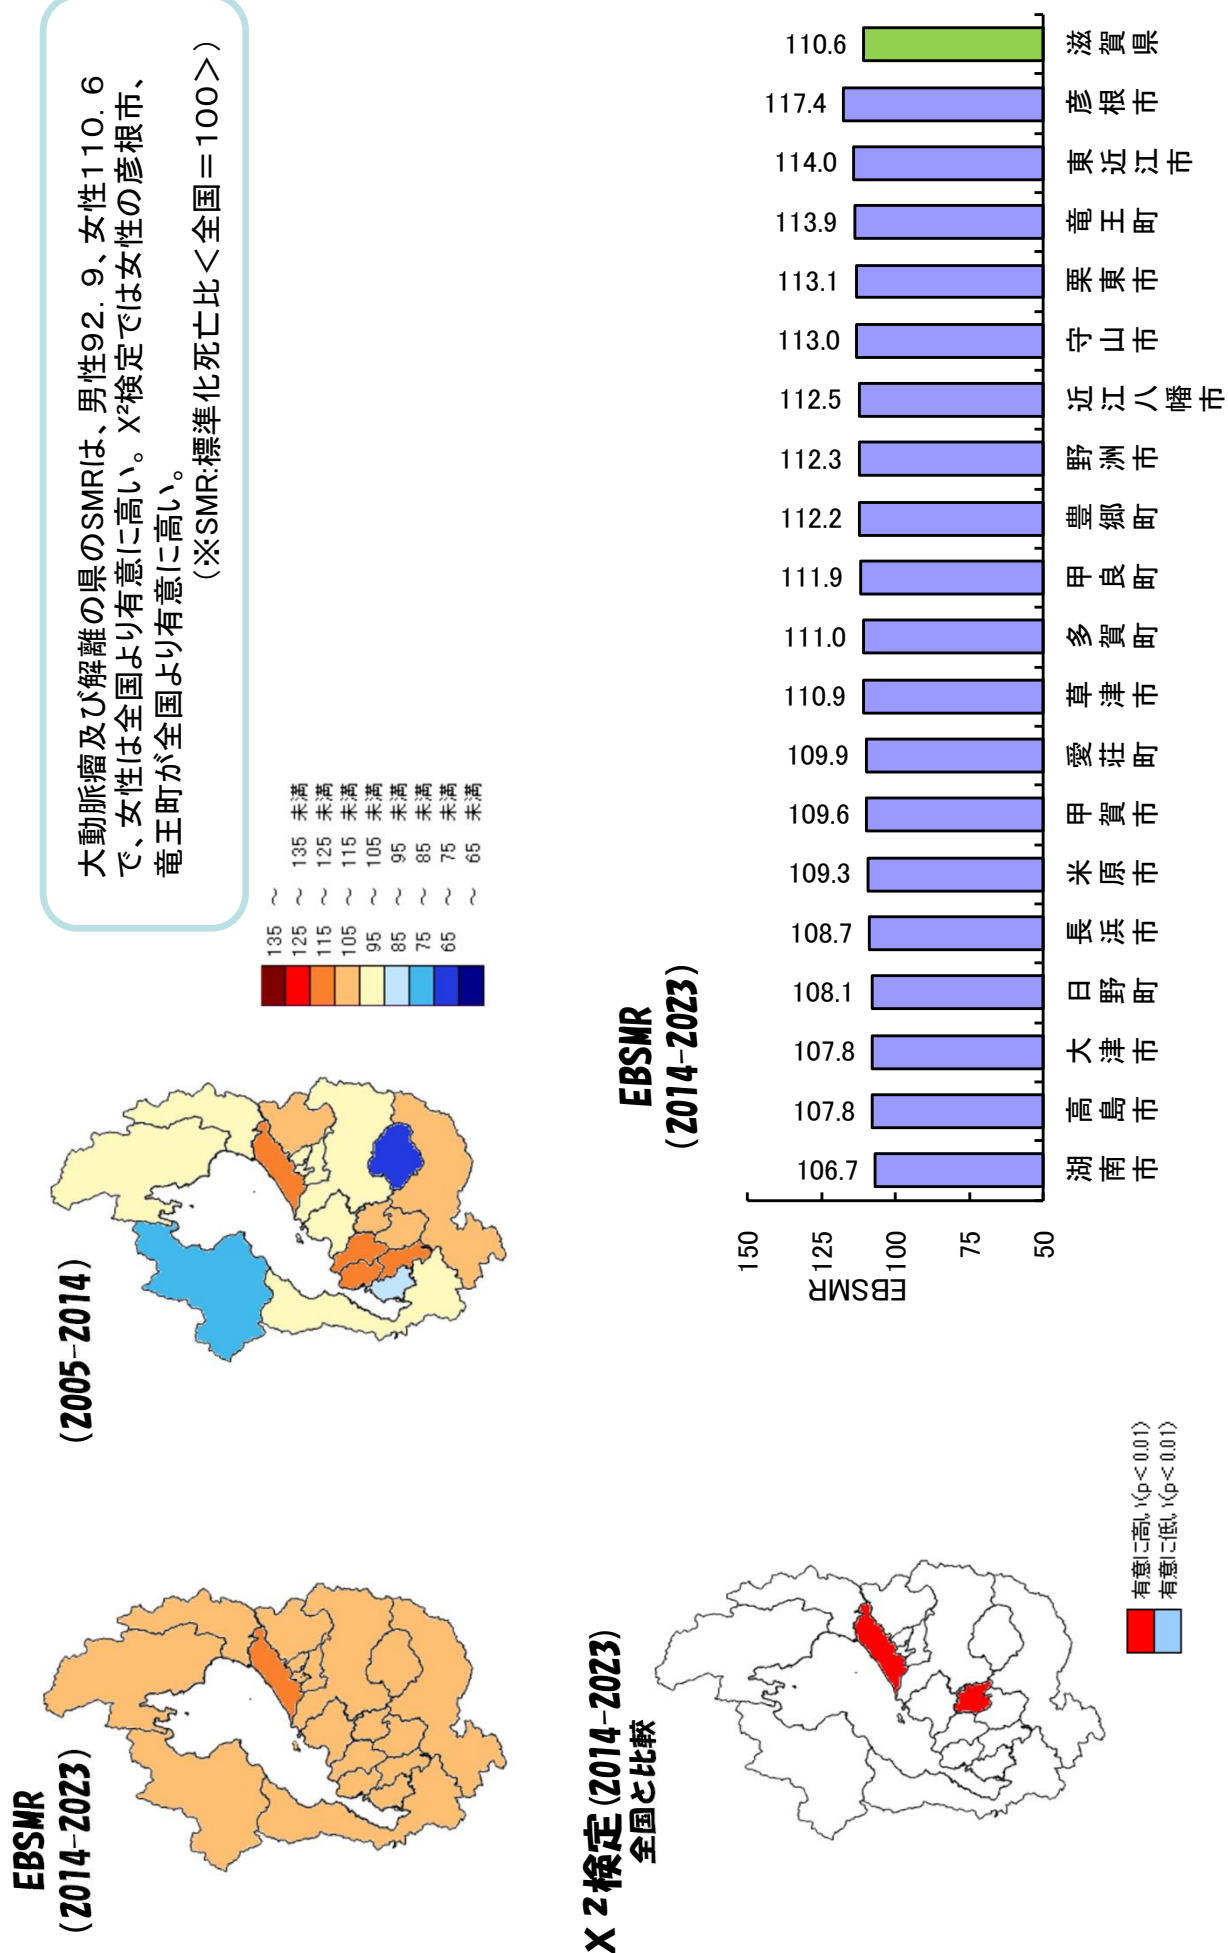 EBSMR
(2014-2023)
(2005-2014)
135 ～
125 ～ 135 未満
115 ～ 125 未満
105 ～ 115 未満
95 ～ 105 未満
85 ～ 95 未満
75 ～ 85 未満
65 ～ 75 未満
～ 65 未満
大動脈瘤及び解離の県のSMRは、男性92．9、女性110．6
で、女性は全国より有意に高い。X²検定では女性の彦根市、
竜王町が全国より有意に高い。
（※SMR:標準化死亡比＜全国＝100＞）
X²検定(2014-2023)
全国と比較
有意に高い(p＜0.01)
有意に低い(p＜0.01)
EBSMR
(2014-2023)
EBSMR
150
125
100
75
50
106.7
107.8
107.8
108.1
108.7
109.3
109.6
109.9
110.9
111.0
111.9
112.2
112.3
112.5
113.0
113.1
113.9
114.0
117.4
110.6
湖南市
高島市
大津市
日野町
長浜市
米原市
甲賀市
愛荘町
草津市
多賀町
甲良町
豊郷町
野洲市
近江八幡市
守山市
栗東市
竜王町
東近江市
彦根市
滋賀県